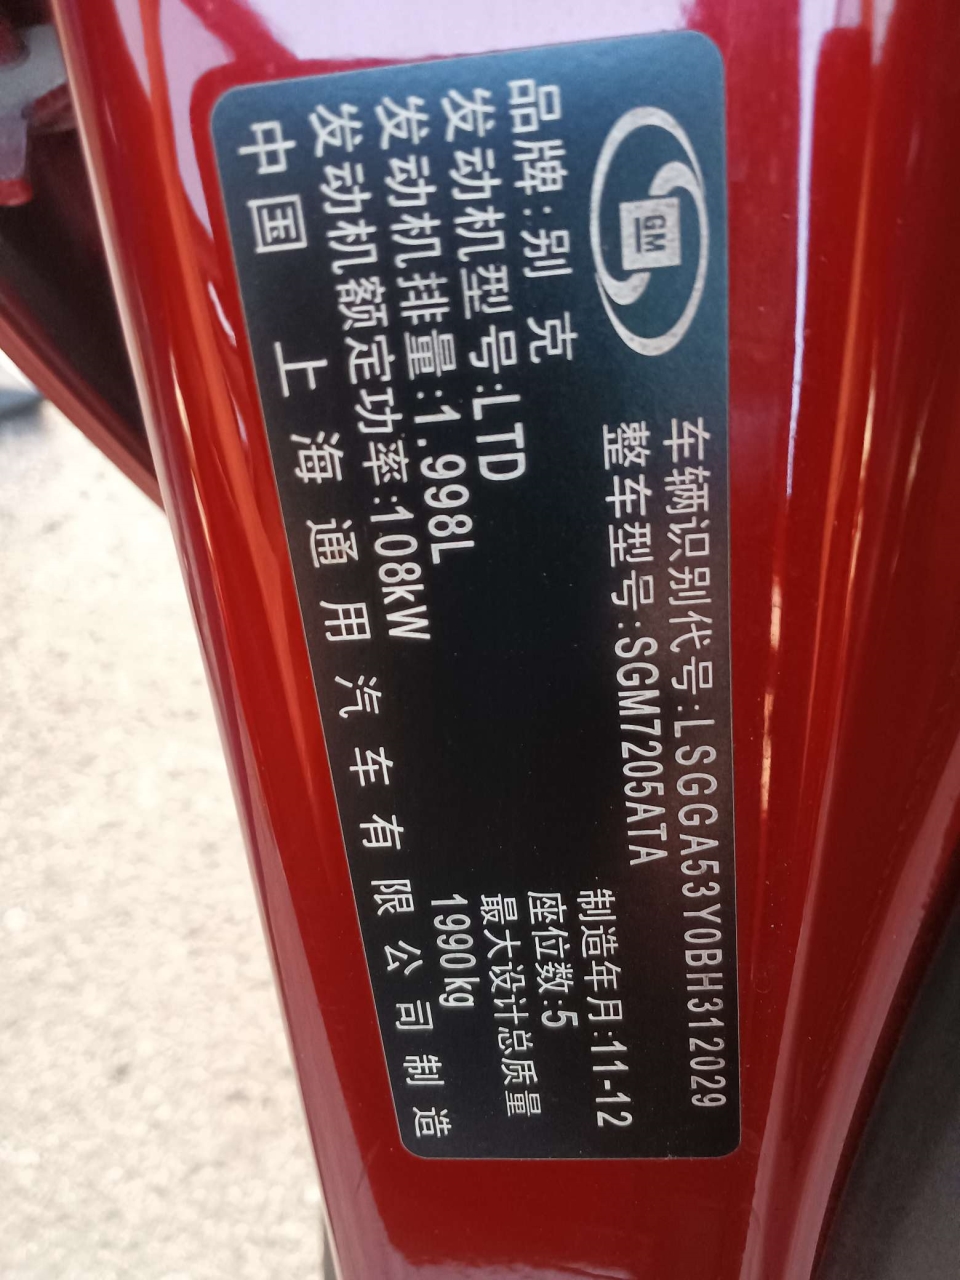 GM
车辆识别代号:LSGGA53Y0BH312029
整车型号:SGM7205ATA
品牌:别克
制造年月:11-12
发动机型号:LTD
座位数:5
发动机排量:1.998L
最大设计总质量
1990kg
发动机额定功率:108kW
中国 上海通用汽车有限公司制造